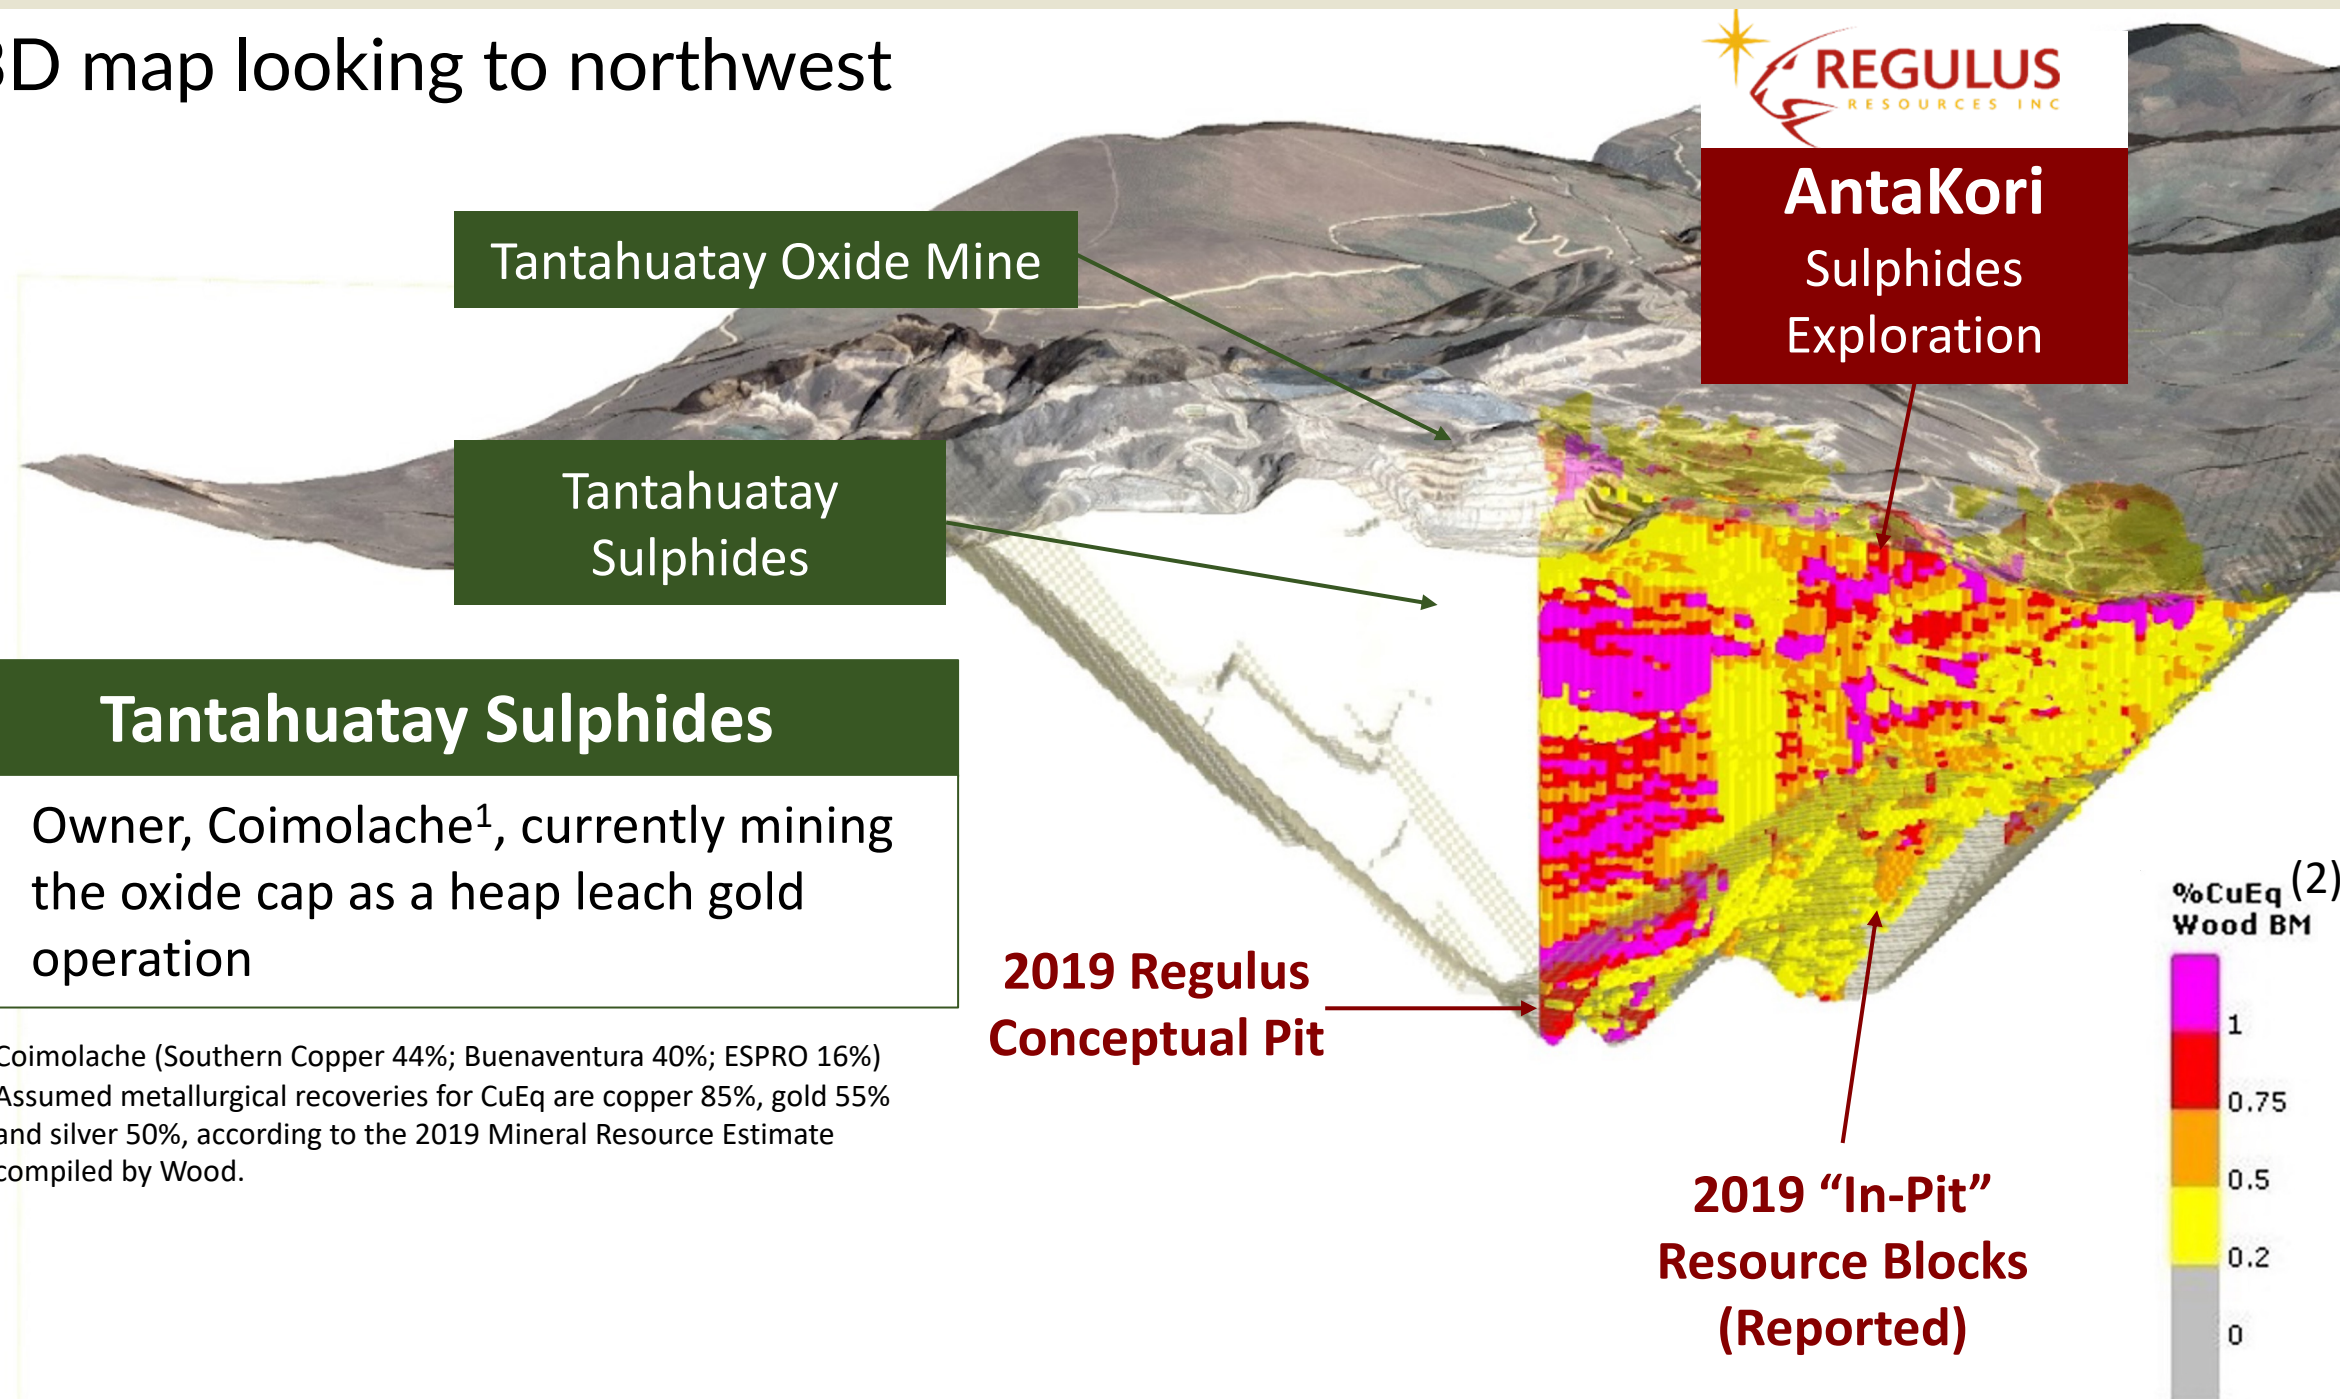 3D map looking to northwest
REGULUS
RESOURCES INC
AntaKori
Sulphides
Exploration
Tantahuatay Oxide Mine
Tantahuatay
Sulphides
Tantahuatay Sulphides
Owner, Coimolache¹, currently mining
the oxide cap as a heap leach gold
operation
Coimolache (Southern Copper 44%; Buenaventura 40%; ESPRO 16%)
Assumed metallurgical recoveries for CuEq are copper 85%, gold 55%
and silver 50%, according to the 2019 Mineral Resource Estimate
compiled by Wood.
2019 Regulus
Conceptual Pit
2019 “In-Pit”
Resource Blocks
(Reported)
%CuEq (2)
Wood BM
1
0.75
0.5
0.2
0